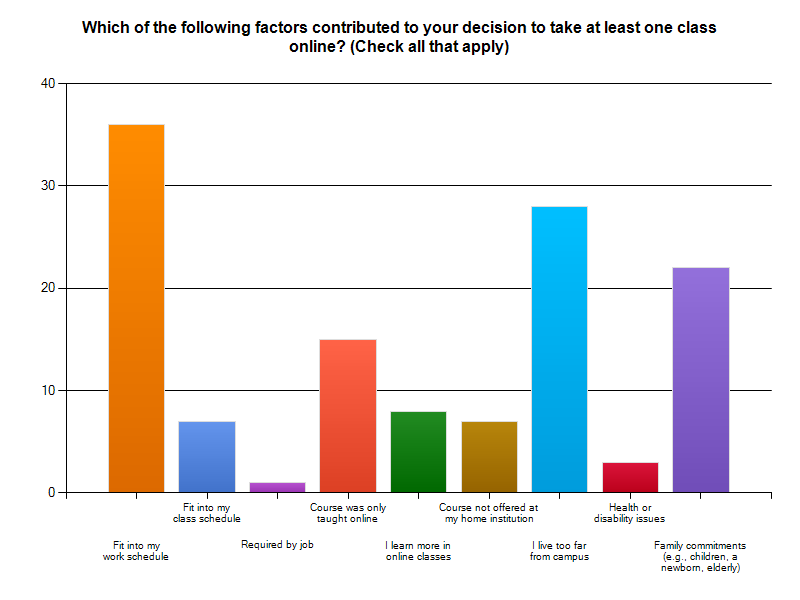 Which of the following factors contributed to your decision to take at least one class
online? (Check all that apply)
40
30
20
10
0
Fit into my
work schedule
Fit into my
class schedule
Required by job
Course was only
taught online
I learn more in
online classes
Course not offered at
my home institution
I live too far
from campus
Health or
disability issues
Family commitments
(e.g., children, a
newborn, elderly)